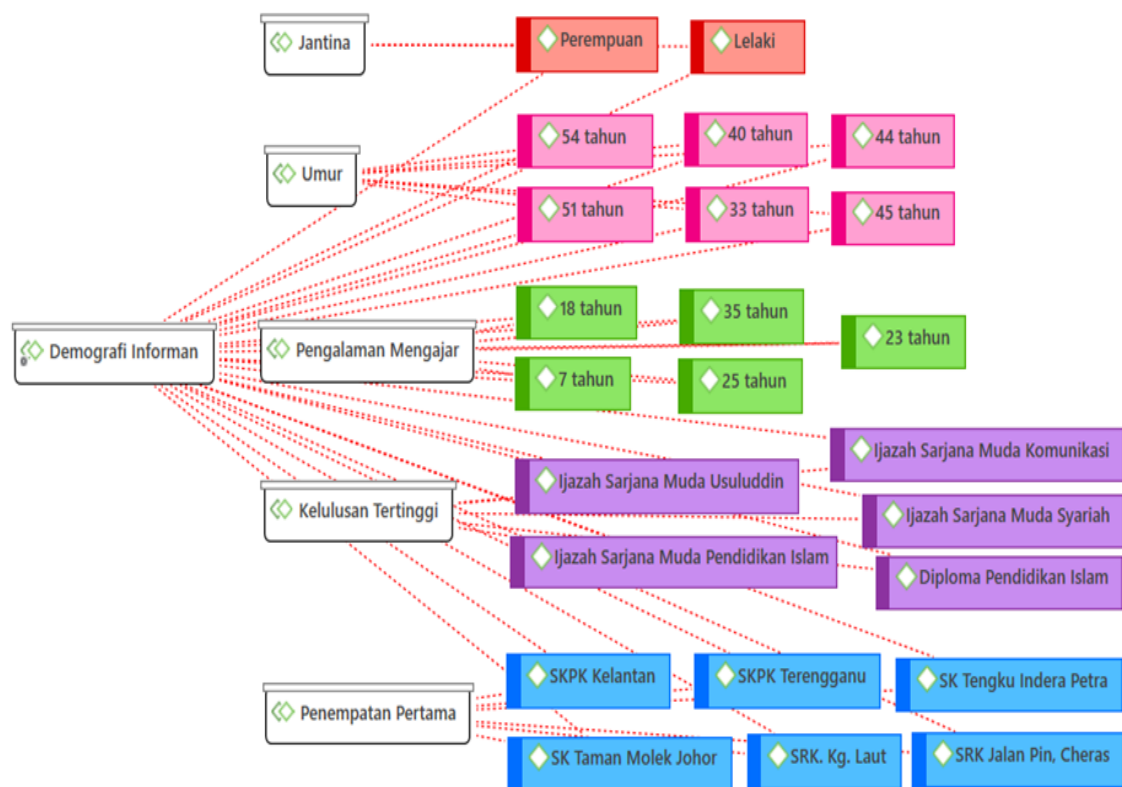 Jantina
Perempuan
Lelaki
Umur
54 tahun
40 tahun
44 tahun
51 tahun
33 tahun
45 tahun
Demografi Informan
Pengalaman Mengajar
18 tahun
35 tahun
23 tahun
7 tahun
25 tahun
Kelulusan Tertinggi
Ijazah Sarjana Muda Usuluddin
Ijazah Sarjana Muda Komunikasi
Ijazah Sarjana Muda Syariah
Ijazah Sarjana Muda Pendidikan Islam
Diploma Pendidikan Islam
Penempatan Pertama
SKPK Kelantan
SKPK Terengganu
SK Tengku Indera Petra
SK Taman Molek Johor
SRK. Kg. Laut
SRK Jalan Pin, Cheras